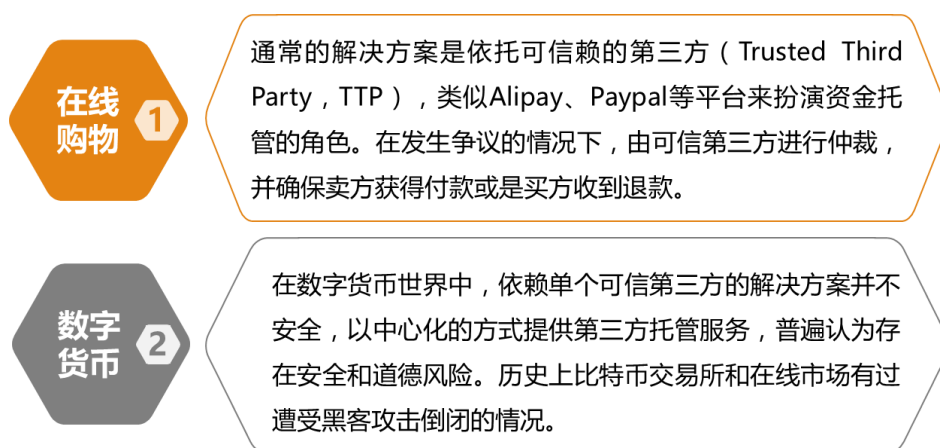 在线
购物
1
通常的解决方案是依托可信赖的第三方（Trusted Third
Party，TTP），类似Alipay、Paypal等平台来扮演资金托
管的角色。在发生争议的情况下，由可信第三方进行仲裁，
并确保卖方获得付款或是买方收到退款。
数字
货币
2
在数字货币世界中，依赖单个可信第三方的解决方案并不
安全，以中心化的方式提供第三方托管服务，普遍认为存
在安全和道德风险。历史上比特币交易所和在线市场有过
遭受黑客攻击倒闭的情况。